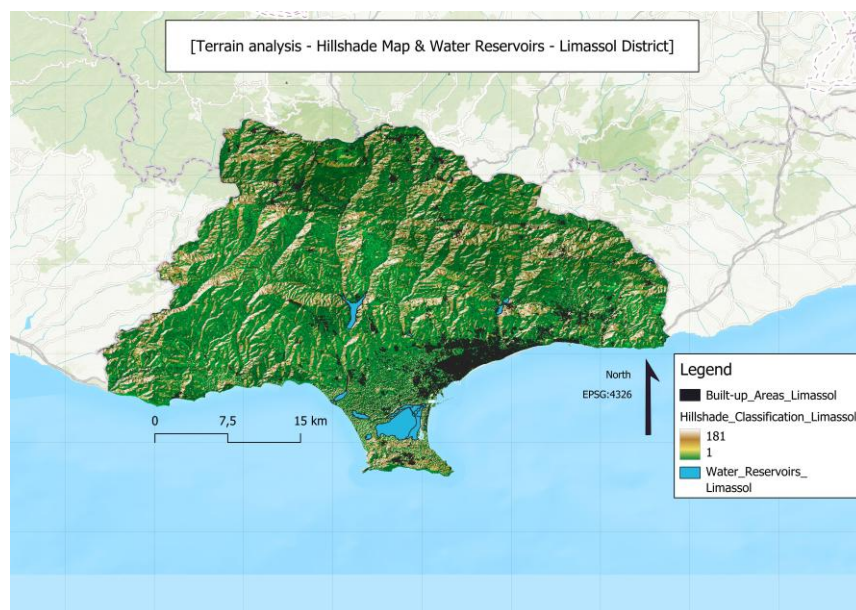 [Terrain analysis - Hillshade Map & Water Reservoirs - Limassol District]
North
EPSG:4326
0 7,5 15 km
Legend
Built-up_Areas_Limassol
Hillshade_Classification_Limassol
181
1
Water_Reservoirs_
Limassol